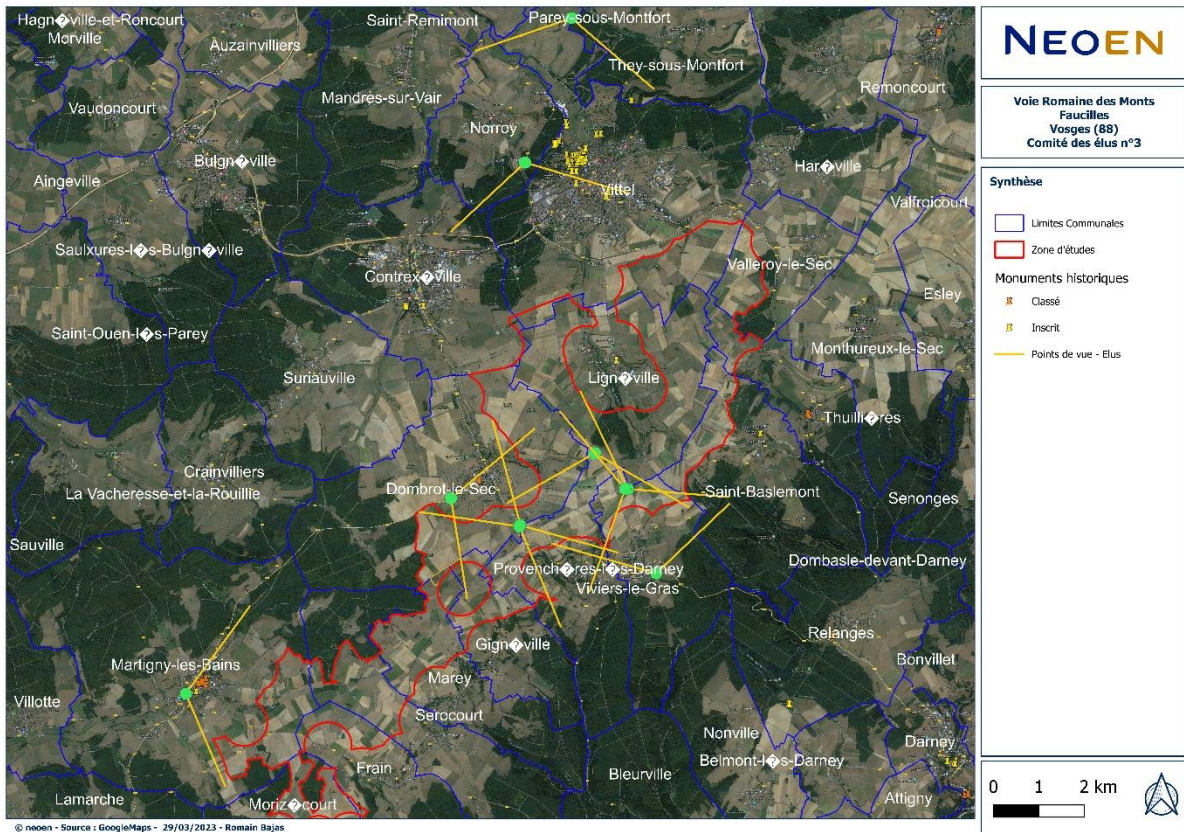 Hagn�ville-et-Roncourt
Morville
Saint-Remimont
Parey-sous-Montfort
Auzainvilliers
They-sous-Montfort
Remoncourt
Vaudoncourt
Mandres-sur-Vair
Norroy
Bulgn�ville
Har�ville
Aingeville
Vittel
Valfroicourt
Saulxures-l�s-Bulgn�ville
Contrex�ville
Valleroy-le-Sec
Esley
Saint-Ouen-l�s-Parey
Monthureux-le-Sec
Suriauville
Lign�ville
Thuilli�res
Crainvilliers
La Vacheresse-et-la-Rouillie
Dombrot-le-Sec
Saint-Baslemont
Senonges
Sauville
Provench�res-l�s-Darney
Dombasle-devant-Darney
Viviers-le-Gras
Relanges
Gign�ville
Bonvillet
Martigny-les-Bains
Marey
Villotte
Serocourt
Nonville
Darney
Belmont-l�s-Darney
Frain
Bleurville
Lamarche
Moriz�court
Attigny
© neoen - Source : GoogleMaps - 29/03/2023 - Romain Bajas
NEOEN
Voie Romaine des Monts
Faucilles
Vosges (88)
Comité des élus n°3
Synthèse
Limites Communales
Zone d'études
Monuments historiques
Classé
Inscrit
Points de vue - Elus
0 1 2 km